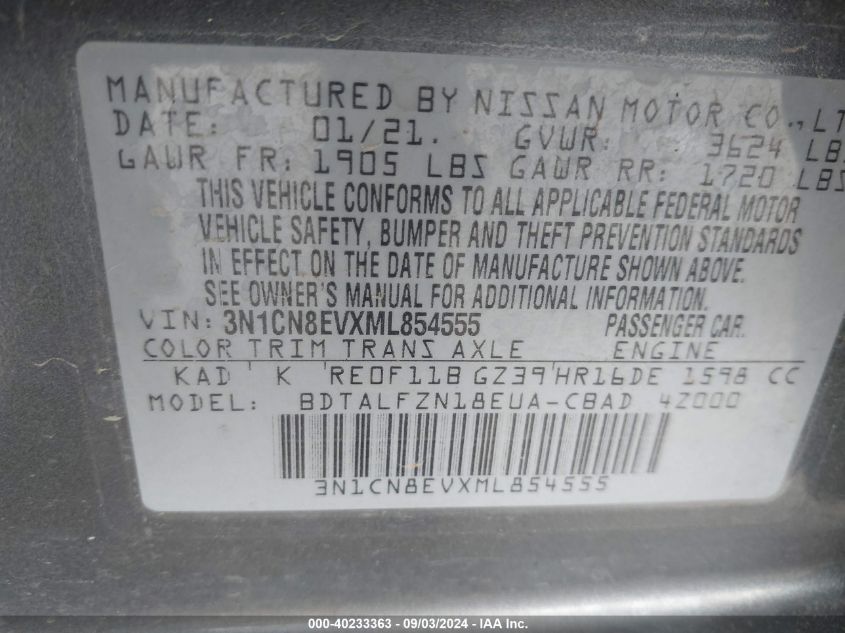 MANUFACTURED BY NISSAN MOTOR CO., LT
DATE: 01/21. GVWR: 3624 LBS
GAWR FR: 1905 LBS GAWR RR: 1720 LBS
THIS VEHICLE CONFORMS TO ALL APPLICABLE FEDERAL MOTOR
VEHICLE SAFETY, BUMPER AND THEFT PREVENTION STANDARDS
IN EFFECT ON THE DATE OF MANUFACTURE SHOWN ABOVE.
SEE OWNER'S MANUAL FOR ADDITIONAL INFORMATION.
VIN: 3N1CN8EVXML854555 PASSENGER CAR.
COLOR TRIM TRANS AXLE ENGINE
KAD K RE0F11B GZ39 HR16DE 1598 CC
MODEL: BDTALFZN18EUA-CBAD 4Z000
3N1CN8EVXML854555
000-40233363 - 09/03/2024 - IAA Inc.